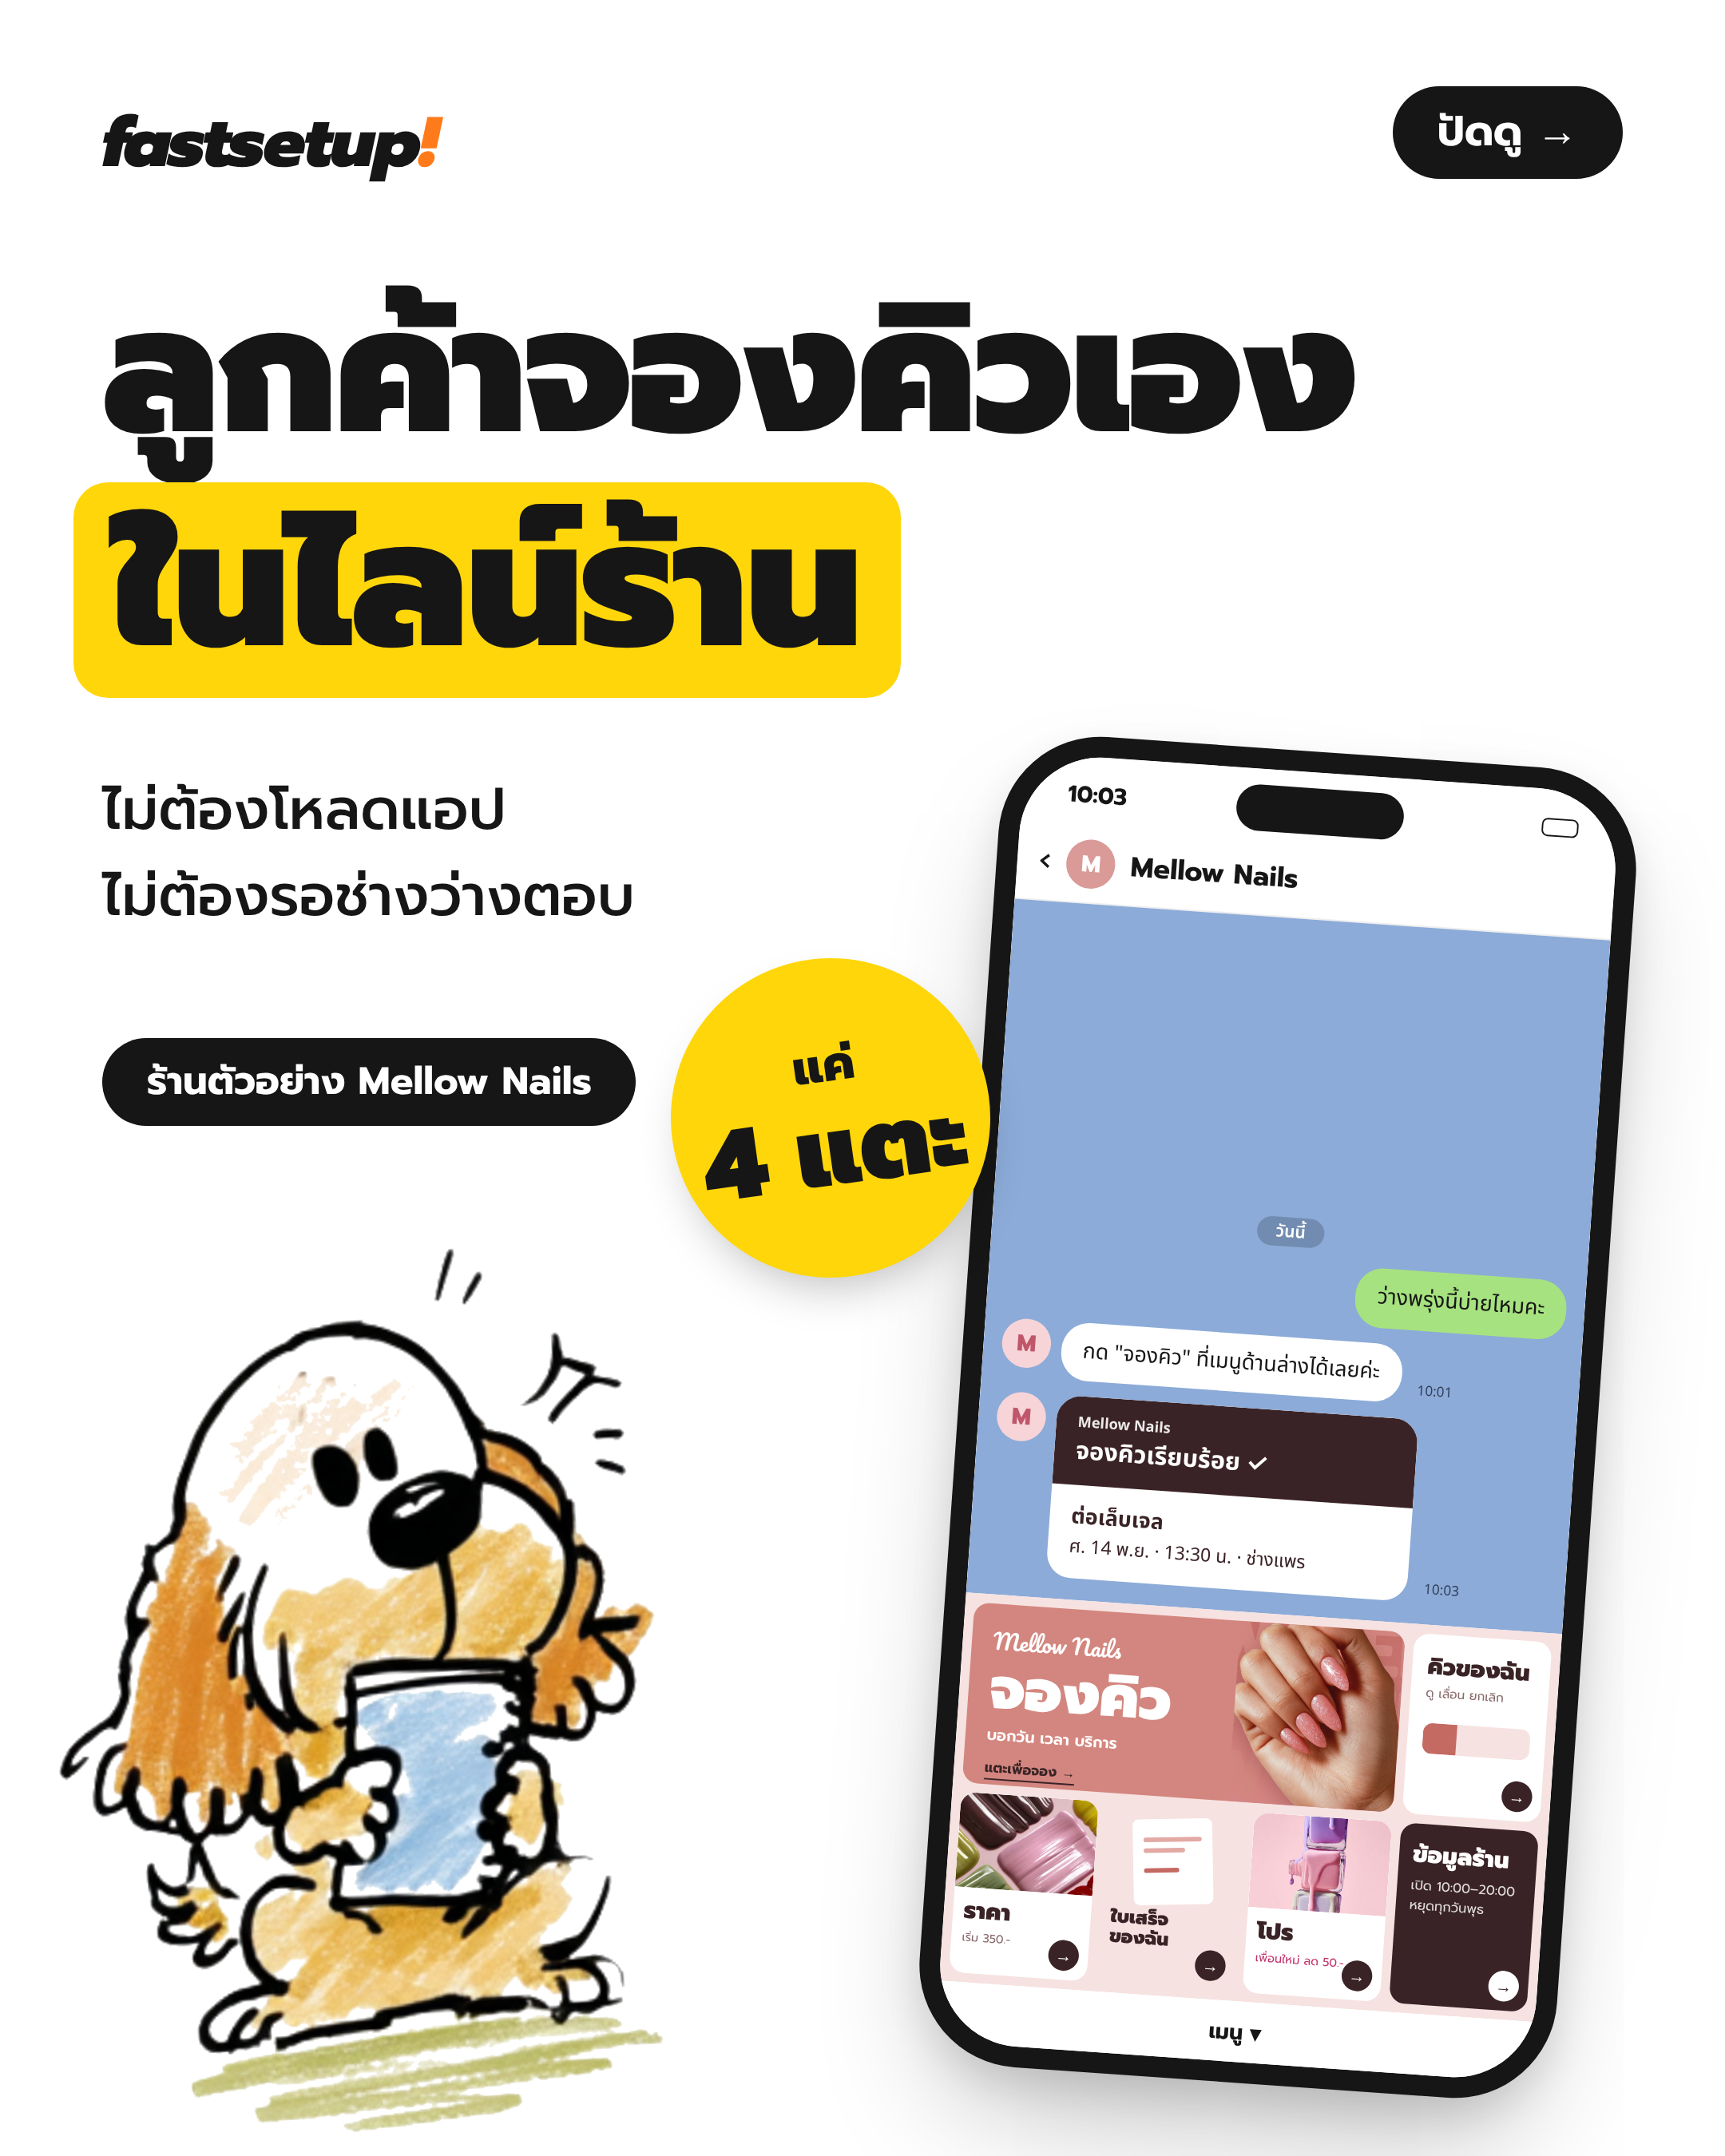 fastsetup!
ปัดดู →
ลูกค้าจองคิวเอง
ในไลน์ร้าน
ไม่ต้องโหลดแอป
ไม่ต้องรอช่างว่างตอบ
ร้านตัวอย่าง Mellow Nails
แค่
4 แตะ
10:03
< M Mellow Nails
วันนี้
ว่างพรุ่งนี้บ่ายไหมคะ
M กด "จองคิว" ที่เมนูด้านล่างได้เลยค่ะ 10:01
M Mellow Nails
จองคิวเรียบร้อย ✓
ต่อเล็บเจล
ศ. 14 พ.ย. · 13:30 น. · ช่างแพร
10:03
Mellow Nails
จองคิว
บอกวัน เวลา บริการ
แตะเพื่อจอง →
คิวของฉัน
ดู เลื่อน ยกเลิก
→
ราคา
เริ่ม 350.-
→
ใบเสร็จ
ของฉัน
→
โปร
เพื่อนใหม่ ลด 50.-
→
ข้อมูลร้าน
เปิด 10:00–20:00
หยุดทุกวันพุธ
→
เมนู ▾